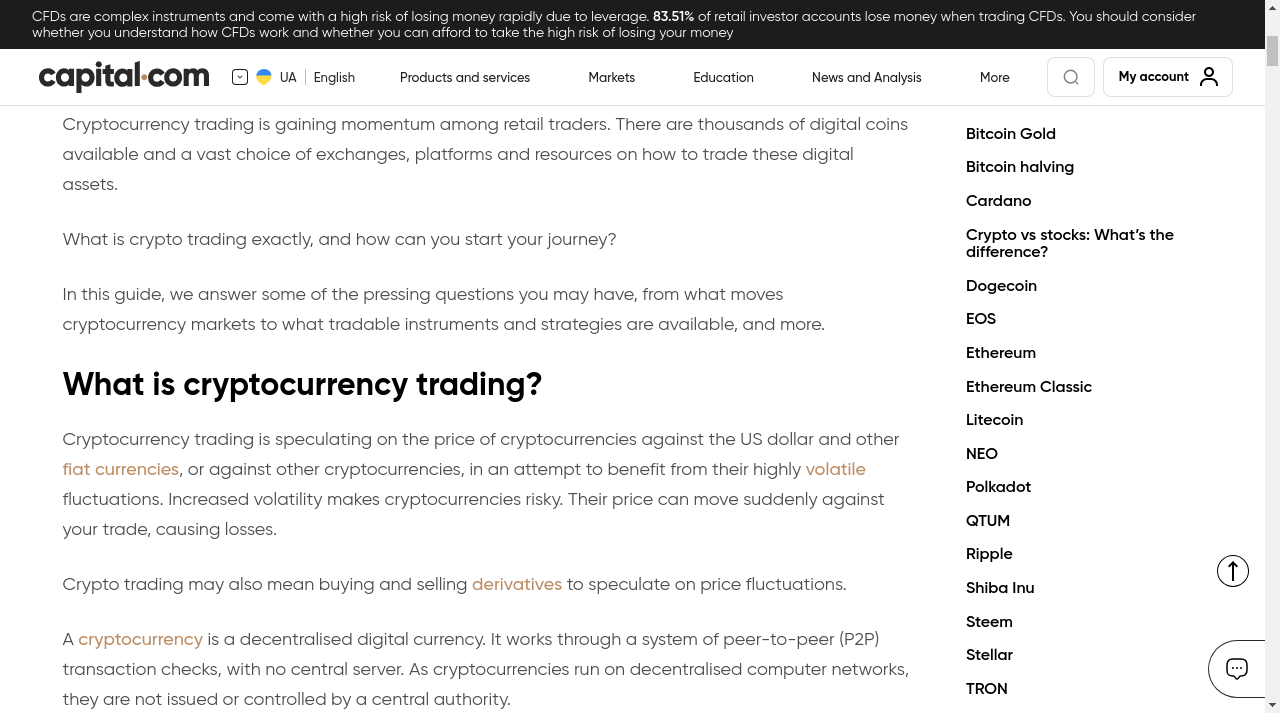 CFDs are complex instruments and come with a high risk of losing money rapidly due to leverage. 83.51% of retail investor accounts lose money when trading CFDs. You should consider
whether you understand how CFDs work and whether you can afford to take the high risk of losing your money
capital.com
UA
English
Products and services
Markets
Education
News and Analysis
More
My account
Cryptocurrency trading is gaining momentum among retail traders. There are thousands of digital coins
available and a vast choice of exchanges, platforms and resources on how to trade these digital
assets.
What is crypto trading exactly, and how can you start your journey?
In this guide, we answer some of the pressing questions you may have, from what moves
cryptocurrency markets to what tradable instruments and strategies are available, and more.
What is cryptocurrency trading?
Cryptocurrency trading is speculating on the price of cryptocurrencies against the US dollar and other
fiat currencies, or against other cryptocurrencies, in an attempt to benefit from their highly volatile
fluctuations. Increased volatility makes cryptocurrencies risky. Their price can move suddenly against
your trade, causing losses.
Crypto trading may also mean buying and selling derivatives to speculate on price fluctuations.
A cryptocurrency is a decentralised digital currency. It works through a system of peer-to-peer (P2P)
transaction checks, with no central server. As cryptocurrencies run on decentralised computer networks,
they are not issued or controlled by a central authority.
Bitcoin Gold
Bitcoin halving
Cardano
Crypto vs stocks: What’s the
difference?
Dogecoin
EOS
Ethereum
Ethereum Classic
Litecoin
NEO
Polkadot
QTUM
Ripple
Shiba Inu
Steem
Stellar
TRON